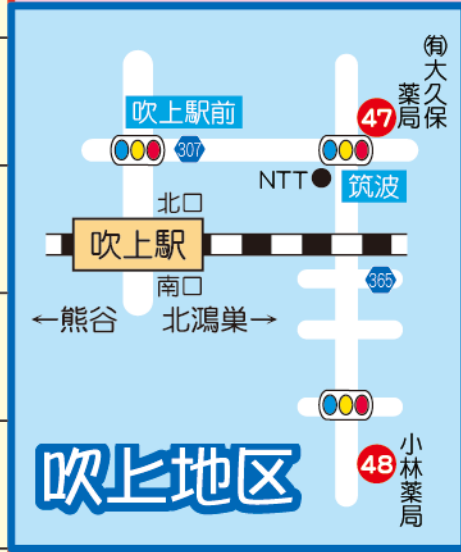 ㈲大久保
薬局
47
吹上駅前
307
NTT
筑波
北口
吹上駅
南口
365
←熊谷
北鴻巣→
48
小林薬局
吹上地区